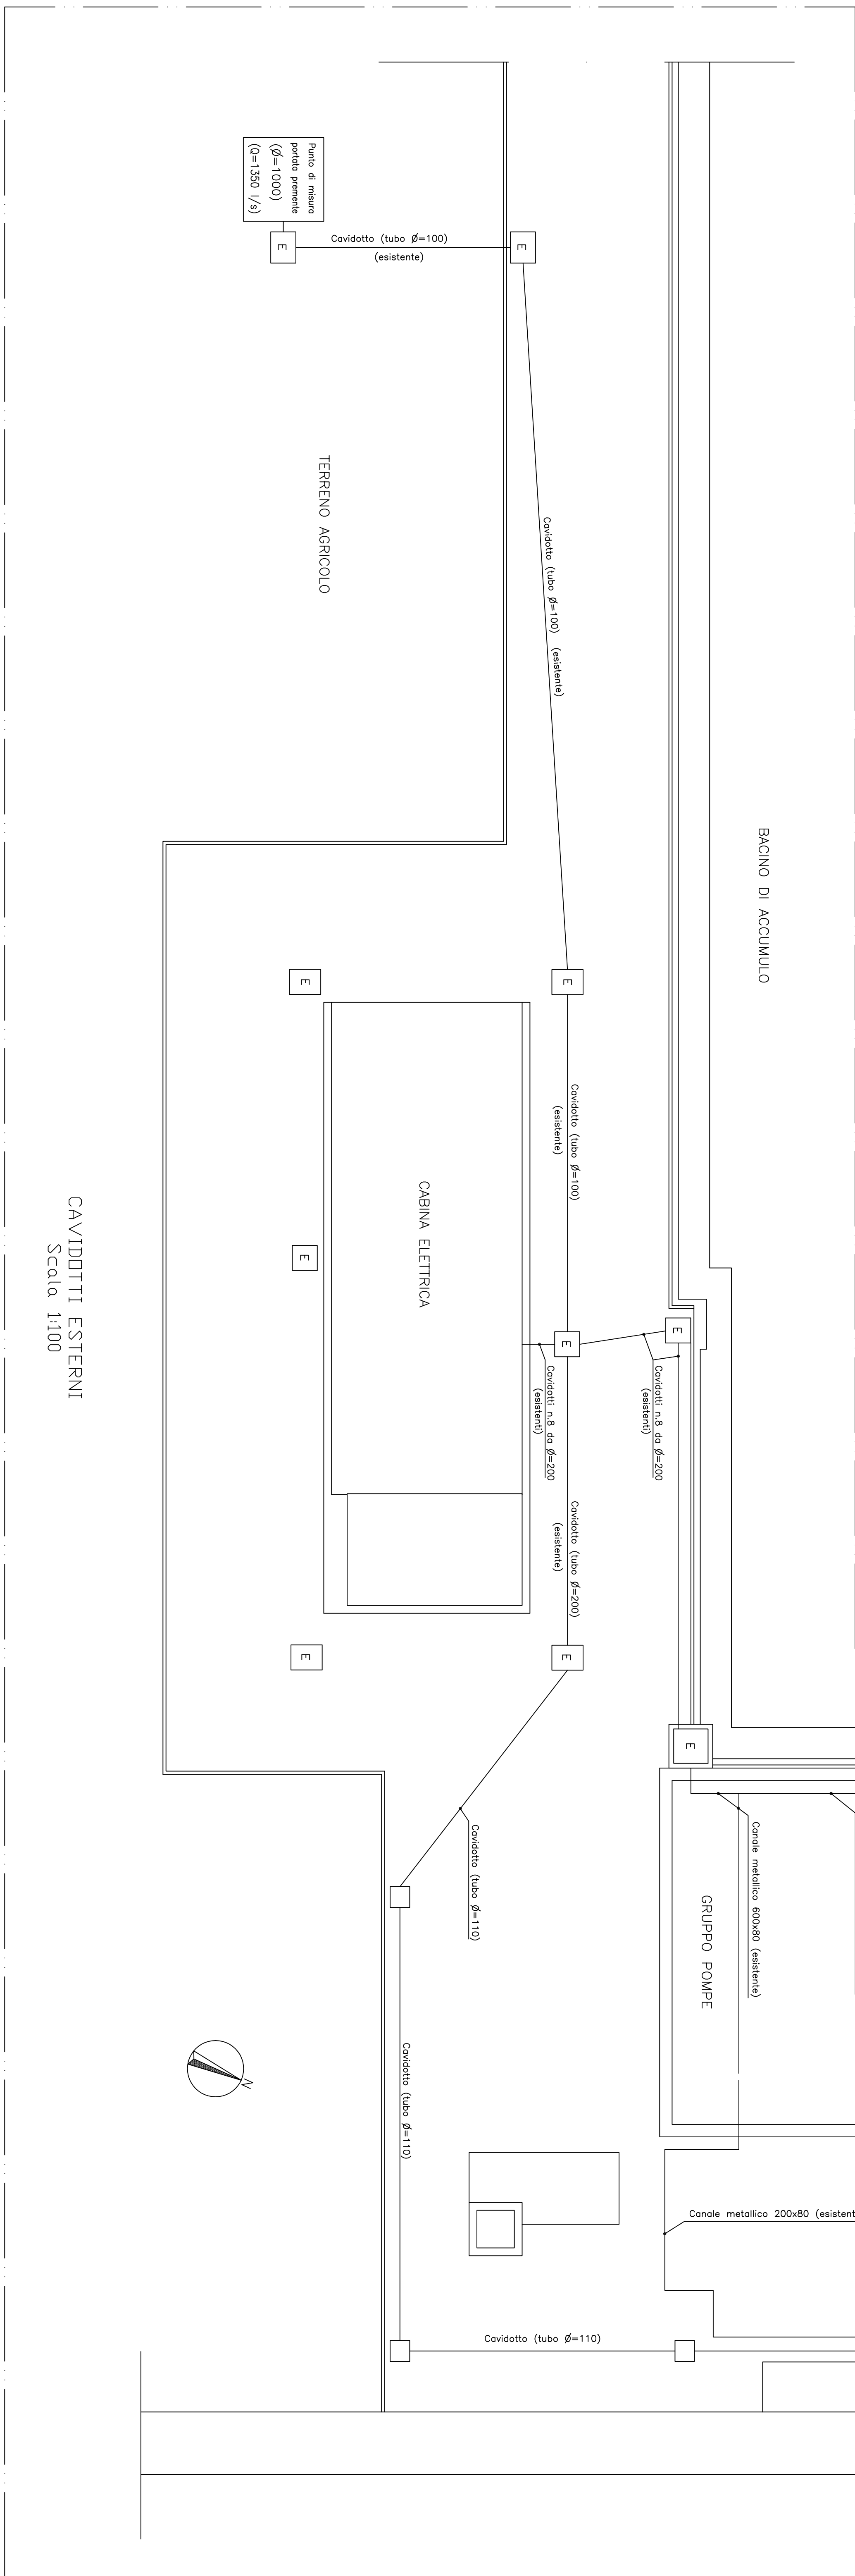 Punto di misura
portata premente
(Ø=1000)
(Q=1350 l/s)
E
Cavidotto (tubo Ø=100)
(esistente)
E
Cavidotto (tubo Ø=100) (esistente)
TERRENO AGRICOLO
BACINO DI ACCUMULO
E
E
Cavidotto (tubo Ø=100)
(esistente)
CABINA ELETTRICA
E
E
E
Cavidotti n.8 da Ø=200
(esistenti)
Cavidotti n.8 da Ø=200
(esistenti)
Cavidotto (tubo Ø=200)
(esistente)
CAVIDOTTI ESTERNI
Scala 1:100
E
E
E
Cavidotto (tubo Ø=110)
Canale metallico 600x80 (esistente)
GRUPPO POMPE
N
Cavidotto (tubo Ø=110)
Canale metallico 200x80 (esistent
Cavidotto (tubo Ø=110)